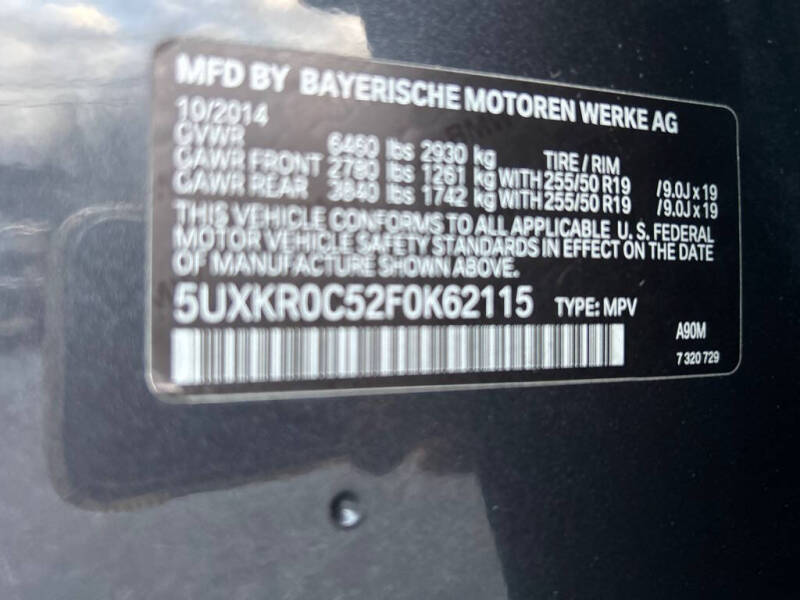 MFD BY BAYERISCHE MOTOREN WERKE AG
10/2014
GVWR 6460 lbs 2930 kg TIRE / RIM
GAWR FRONT 2780 lbs 1261 kg WITH 255/50 R19 /9.0J x 19
GAWR REAR 3840 lbs 1742 kg WITH 255/50 R19 /9.0J x 19
THIS VEHICLE CONFORMS TO ALL APPLICABLE U. S. FEDERAL
MOTOR VEHICLE SAFETY STANDARDS IN EFFECT ON THE DATE
OF MANUFACTURE SHOWN ABOVE.
5UXKR0C52F0K62115 TYPE: MPV
A90M
7 320 729